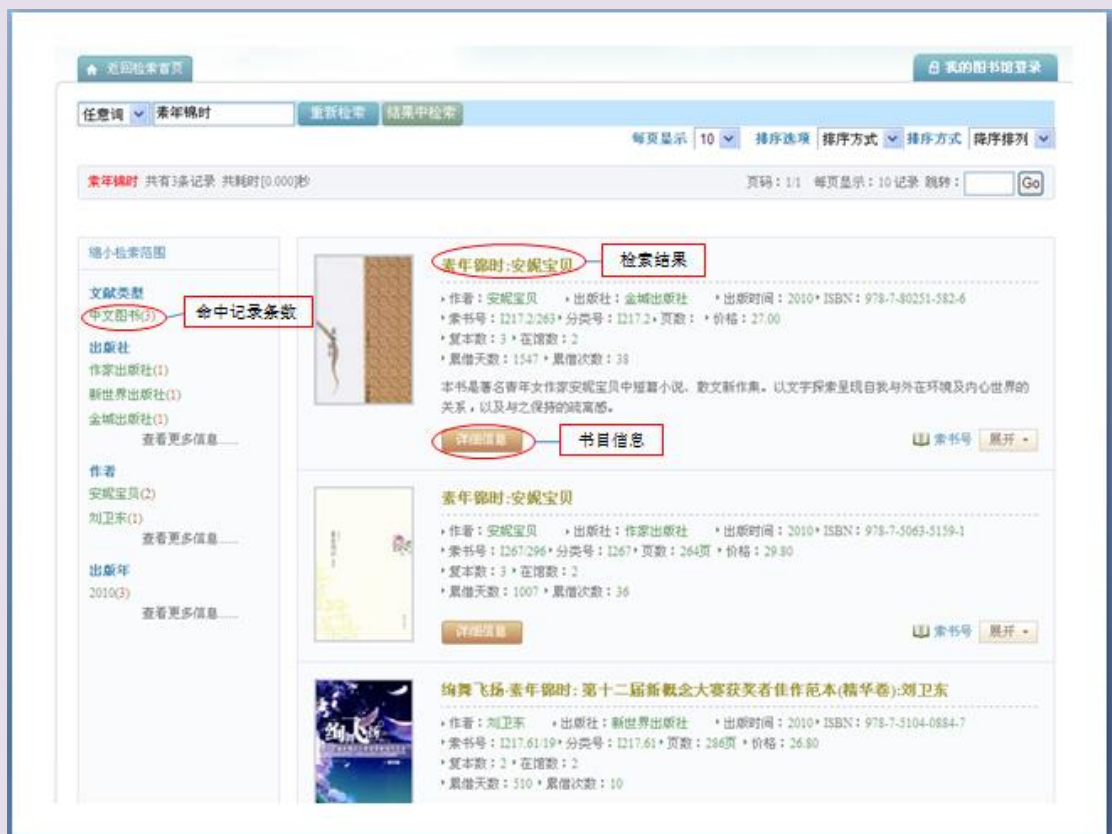 返回检索首页
我的图书馆登录
任意词 素年锦时 重新检索 结果中检索
每页显示 10 排序选项 排序方式 排序方式 降序排列
素年锦时 共有3条记录 共耗时[0.000]秒
页码：1/1 每页显示：10记录 跳转： Go
缩小检索范围
文献类型
中文图书(3)
命中记录条数
出版社
作家出版社(1)
新世界出版社(1)
金城出版社(1)
查看更多信息......
作者
安妮宝贝(2)
刘卫东(1)
查看更多信息......
出版年
2010(3)
查看更多信息......
素年锦时:安妮宝贝
检索结果
作者：安妮宝贝 出版社：金城出版社 出版时间：2010 ISBN：978-7-80251-582-6
索书号：I217.2/263 分类号：I217.2 页数： 价格：27.00
复本数：3 在馆数：2
累借天数：1547 累借次数：38
本书是著名青年女作家安妮宝贝中短篇小说、散文新作集。以文字探索呈现自我与外在环境及内心世界的
关系，以及与之保持的疏离感。
详细信息
书目信息
索书号 展开
素年锦时:安妮宝贝
作者：安妮宝贝 出版社：作家出版社 出版时间：2010 ISBN：978-7-5063-5159-1
索书号：I267/296 分类号：I267 页数：264页 价格：29.80
复本数：3 在馆数：2
累借天数：1007 累借次数：36
详细信息
索书号 展开
绚舞飞扬·素年锦时: 第十二届新概念大赛获奖者佳作范本(精华卷):刘卫东
作者：刘卫东 出版社：新世界出版社 出版时间：2010 ISBN：978-7-5104-0884-7
索书号：I217.61/19 分类号：I217.61 页数：286页 价格：26.80
复本数：2 在馆数：2
累借天数：510 累借次数：10